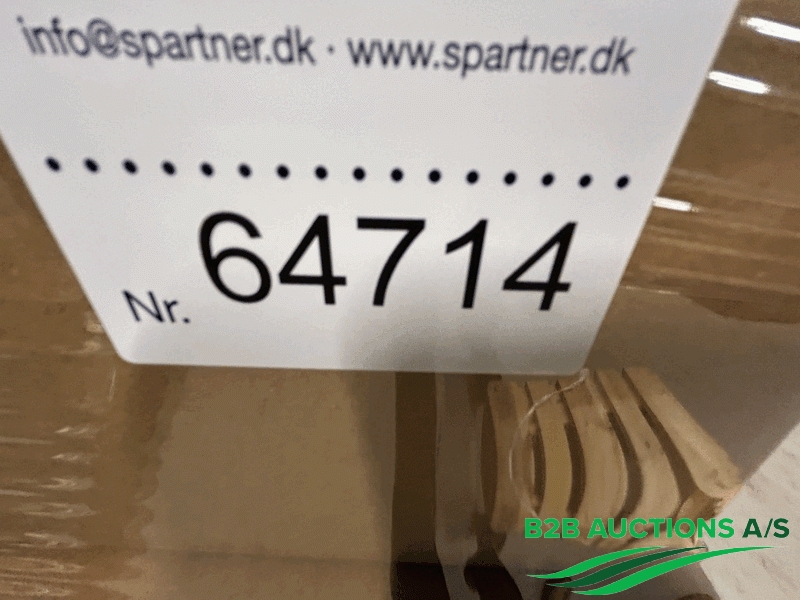 info@spartner.dk · www.spartner.dk
Nr. 64714
B2B AUCTIONS A/S